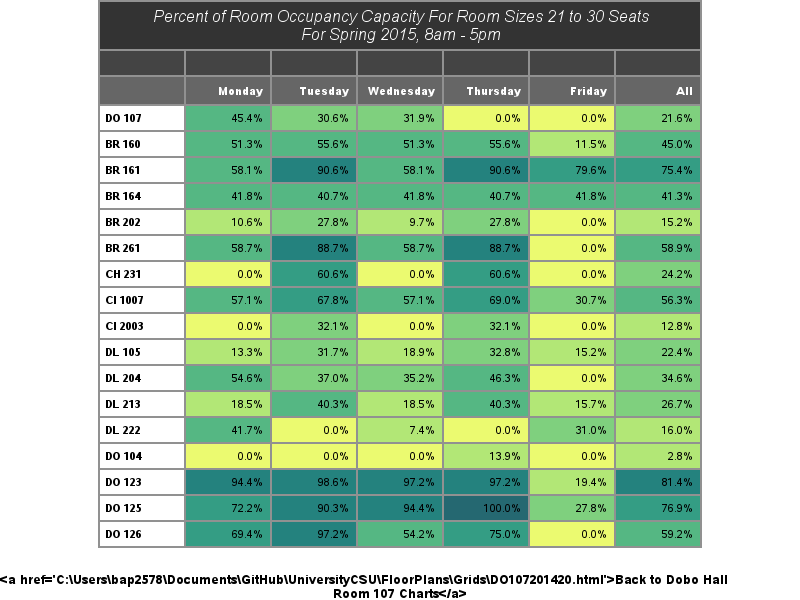 Percent of Room Occupancy Capacity For Room Sizes 21 to 30 Seats
For Spring 2015, 8am - 5pm
Monday Tuesday Wednesday Thursday Friday All
DO 107 45.4% 30.6% 31.9% 0.0% 0.0% 21.6%
BR 160 51.3% 55.6% 51.3% 55.6% 11.5% 45.0%
BR 161 58.1% 90.6% 58.1% 90.6% 79.6% 75.4%
BR 164 41.8% 40.7% 41.8% 40.7% 41.8% 41.3%
BR 202 10.6% 27.8% 9.7% 27.8% 0.0% 15.2%
BR 261 58.7% 88.7% 58.7% 88.7% 0.0% 58.9%
CH 231 0.0% 60.6% 0.0% 60.6% 0.0% 24.2%
CI 1007 57.1% 67.8% 57.1% 69.0% 30.7% 56.3%
CI 2003 0.0% 32.1% 0.0% 32.1% 0.0% 12.8%
DL 105 13.3% 31.7% 18.9% 32.8% 15.2% 22.4%
DL 204 54.6% 37.0% 35.2% 46.3% 0.0% 34.6%
DL 213 18.5% 40.3% 18.5% 40.3% 15.7% 26.7%
DL 222 41.7% 0.0% 7.4% 0.0% 31.0% 16.0%
DO 104 0.0% 0.0% 0.0% 13.9% 0.0% 2.8%
DO 123 94.4% 98.6% 97.2% 97.2% 19.4% 81.4%
DO 125 72.2% 90.3% 94.4% 100.0% 27.8% 76.9%
DO 126 69.4% 97.2% 54.2% 75.0% 0.0% 59.2%
<a href='C:\Users\bap2578\Documents\GitHub\UniversityCSU\FloorPlans\Grids\DO107201420.html'>Back to Dobo Hall
Room 107 Charts</a>